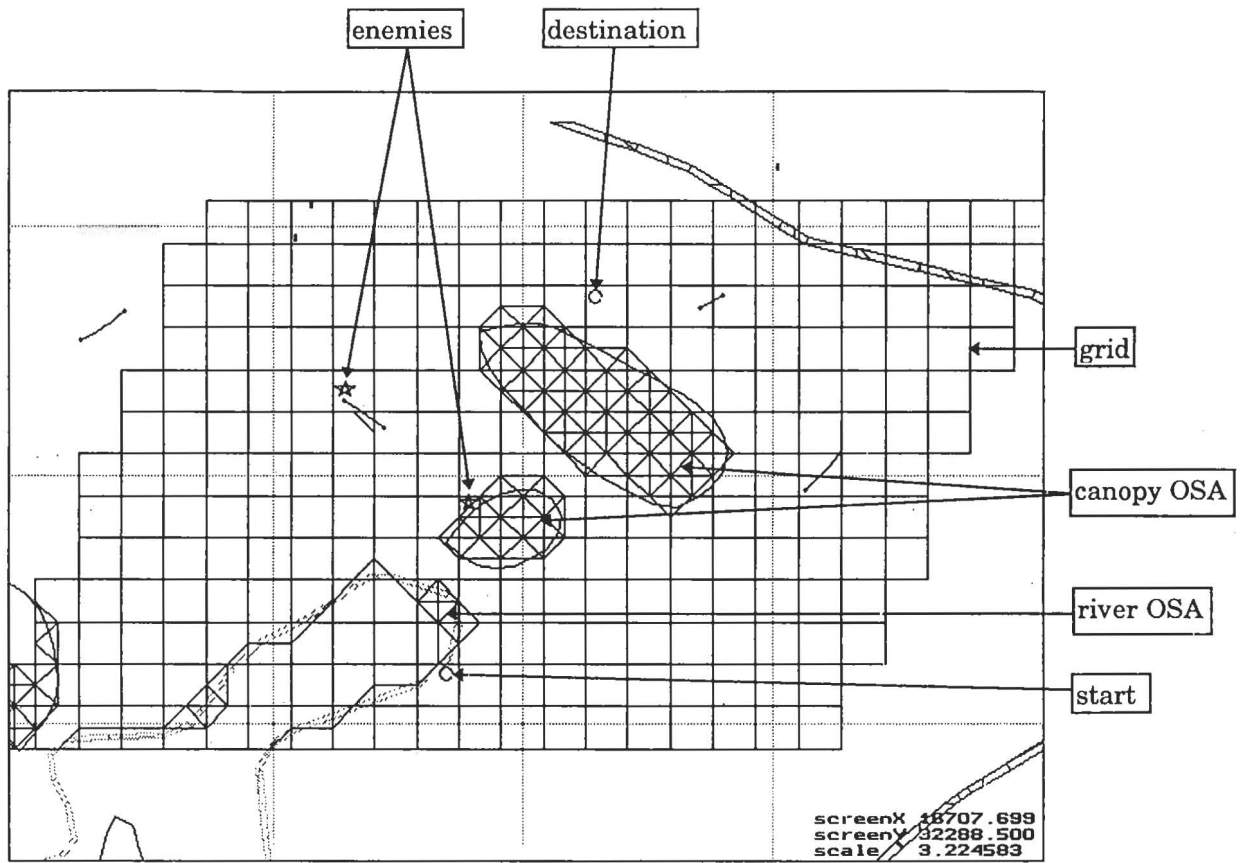 enemies
destination
grid
canopy OSA
river OSA
start
screenX 18707.699
screenY 32288.500
scale 3.224583